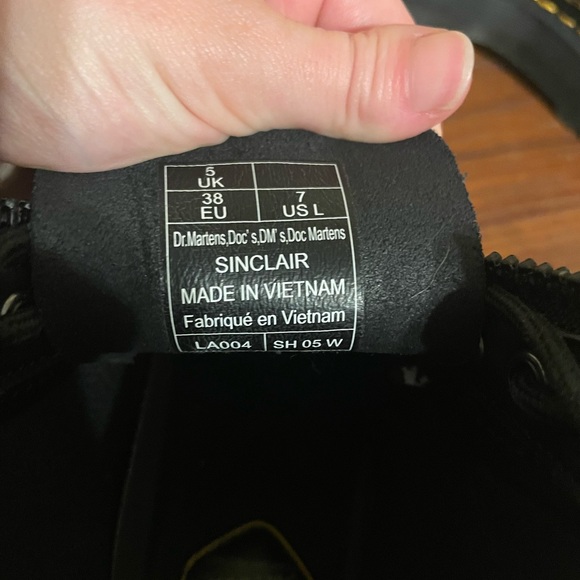 5
UK
38 7
EU US L
Dr.Martens,Doc's,DM's,Doc Martens
SINCLAIR
MADE IN VIETNAM
Fabriqué en Vietnam
LA004 SH 05 W